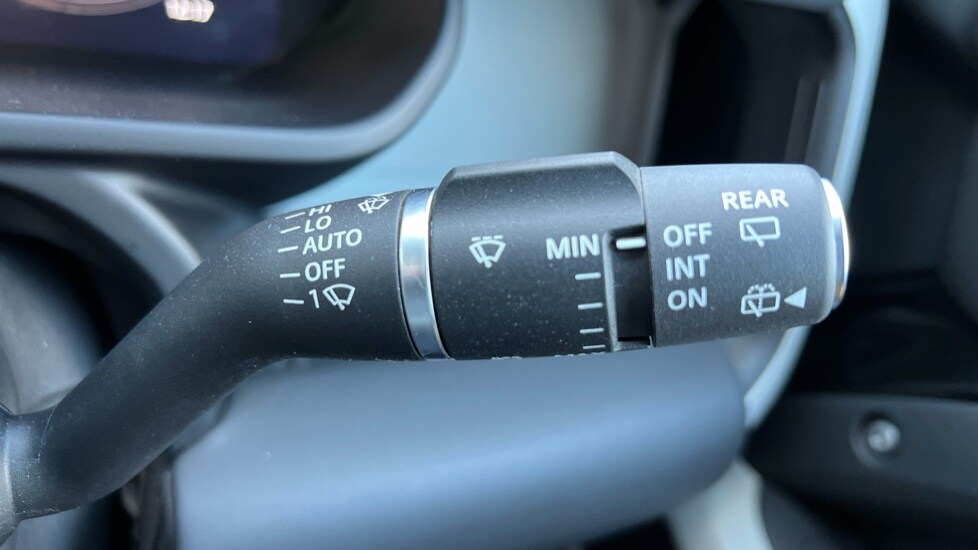 HI
LO
AUTO
OFF
1
MIN
REAR
OFF
INT
ON